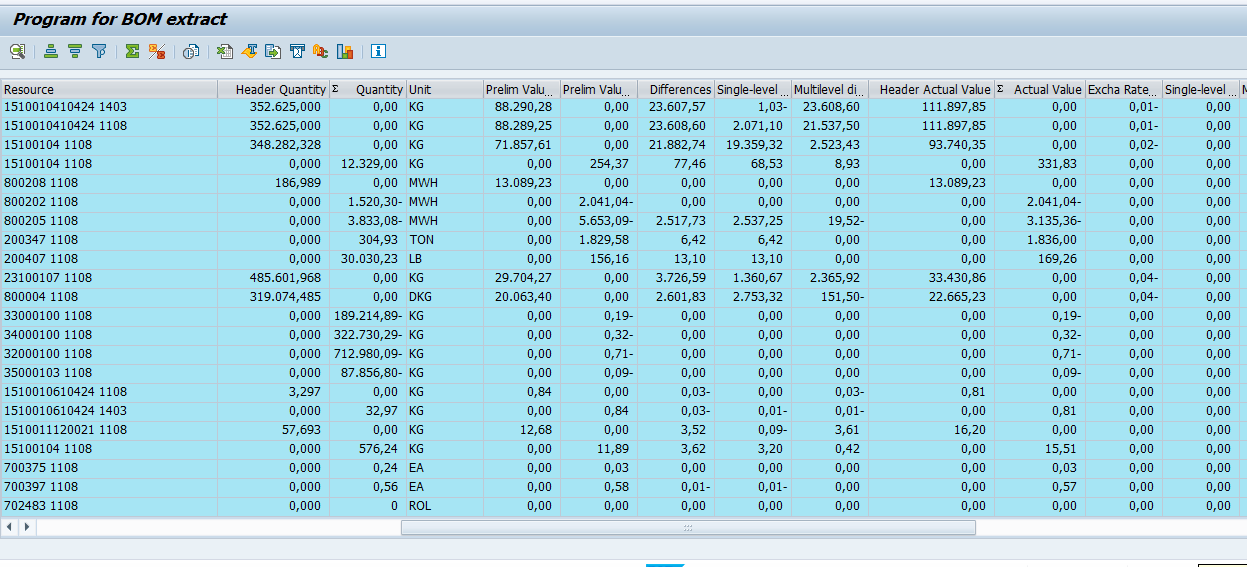 Program for BOM extract
Resource Header Quantity Σ Quantity Unit Prelim Valu... Prelim Valu... Differences Single-level ... Multilevel di... Header Actual Value Σ Actual Value Excha Rate... Single-level ... M
1510010410424 1403 352.625,000 0,00 KG 88.290,28 0,00 23.607,57 1,03- 23.608,60 111.897,85 0,00 0,01- 0,00
1510010410424 1108 352.625,000 0,00 KG 88.289,25 0,00 23.608,60 2.071,10 21.537,50 111.897,85 0,00 0,01- 0,00
15100104 1108 348.282,328 0,00 KG 71.857,61 0,00 21.882,74 19.359,32 2.523,43 93.740,35 0,00 0,02- 0,00
15100104 1108 0,000 12.329,00 KG 0,00 254,37 77,46 68,53 8,93 0,00 331,83 0,00 0,00
800208 1108 186,989 0,00 MWH 13.089,23 0,00 0,00 0,00 0,00 13.089,23 0,00 0,00 0,00
800202 1108 0,000 1.520,30- MWH 0,00 2.041,04- 0,00 0,00 0,00 0,00 2.041,04- 0,00 0,00
800205 1108 0,000 3.833,08- MWH 0,00 5.653,09- 2.517,73 2.537,25 19,52- 0,00 3.135,36- 0,00 0,00
200347 1108 0,000 304,93 TON 0,00 1.829,58 6,42 6,42 0,00 0,00 1.836,00 0,00 0,00
200407 1108 0,000 30.030,23 LB 0,00 156,16 13,10 13,10 0,00 0,00 169,26 0,00 0,00
23100107 1108 485.601,968 0,00 KG 29.704,27 0,00 3.726,59 1.360,67 2.365,92 33.430,86 0,00 0,04- 0,00
800004 1108 319.074,485 0,00 DKG 20.063,40 0,00 2.601,83 2.753,32 151,50- 22.665,23 0,00 0,04- 0,00
33000100 1108 0,000 189.214,89- KG 0,00 0,19- 0,00 0,00 0,00 0,00 0,19- 0,00 0,00
34000100 1108 0,000 322.730,29- KG 0,00 0,32- 0,00 0,00 0,00 0,00 0,32- 0,00 0,00
32000100 1108 0,000 712.980,09- KG 0,00 0,71- 0,00 0,00 0,00 0,00 0,71- 0,00 0,00
35000103 1108 0,000 87.856,80- KG 0,00 0,09- 0,00 0,00 0,00 0,00 0,09- 0,00 0,00
1510010610424 1108 3,297 0,00 KG 0,84 0,00 0,03- 0,00 0,03- 0,81 0,00 0,00 0,00
1510010610424 1403 0,000 32,97 KG 0,00 0,84 0,03- 0,01- 0,01- 0,00 0,81 0,00 0,00
1510011120021 1108 57,693 0,00 KG 12,68 0,00 3,52 0,09- 3,61 16,20 0,00 0,00 0,00
15100104 1108 0,000 576,24 KG 0,00 11,89 3,62 3,20 0,42 0,00 15,51 0,00 0,00
700375 1108 0,000 0,24 EA 0,00 0,03 0,00 0,00 0,00 0,00 0,03 0,00 0,00
700397 1108 0,000 0,56 EA 0,00 0,58 0,01- 0,01- 0,00 0,00 0,57 0,00 0,00
702483 1108 0,000 0 ROL 0,00 0,00 0,00 0,00 0,00 0,00 0,00 0,00 0,00